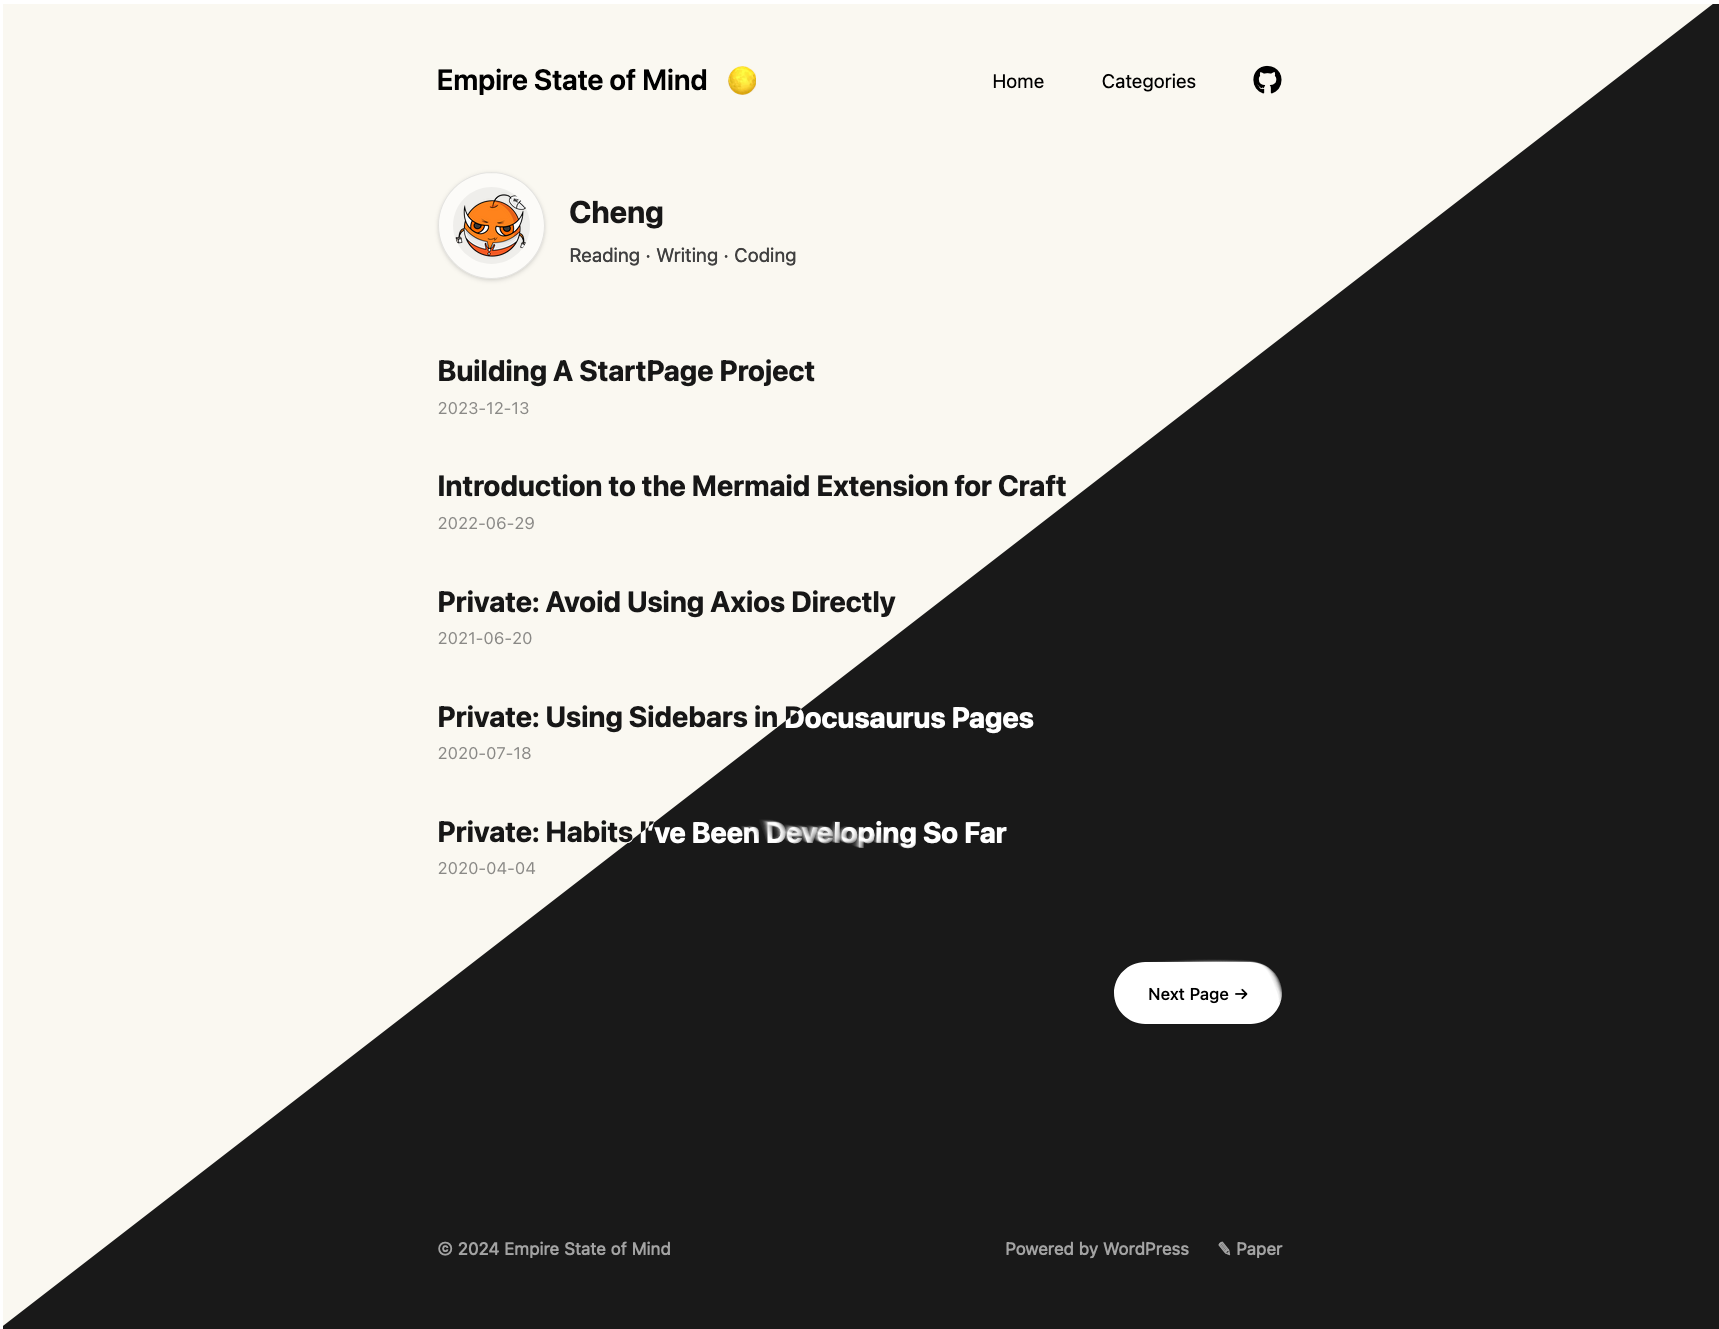 Empire State of Mind
Home Categories
Cheng
Reading · Writing · Coding
Building A StartPage Project
2023-12-13
Introduction to the Mermaid Extension for Craft
2022-06-29
Private: Avoid Using Axios Directly
2021-06-20
Private: Using Sidebars in Docusaurus Pages
2020-07-18
Private: Habits I’ve Been Developing So Far
2020-04-04
Next Page →
© 2024 Empire State of Mind
Powered by WordPress ✎ Paper